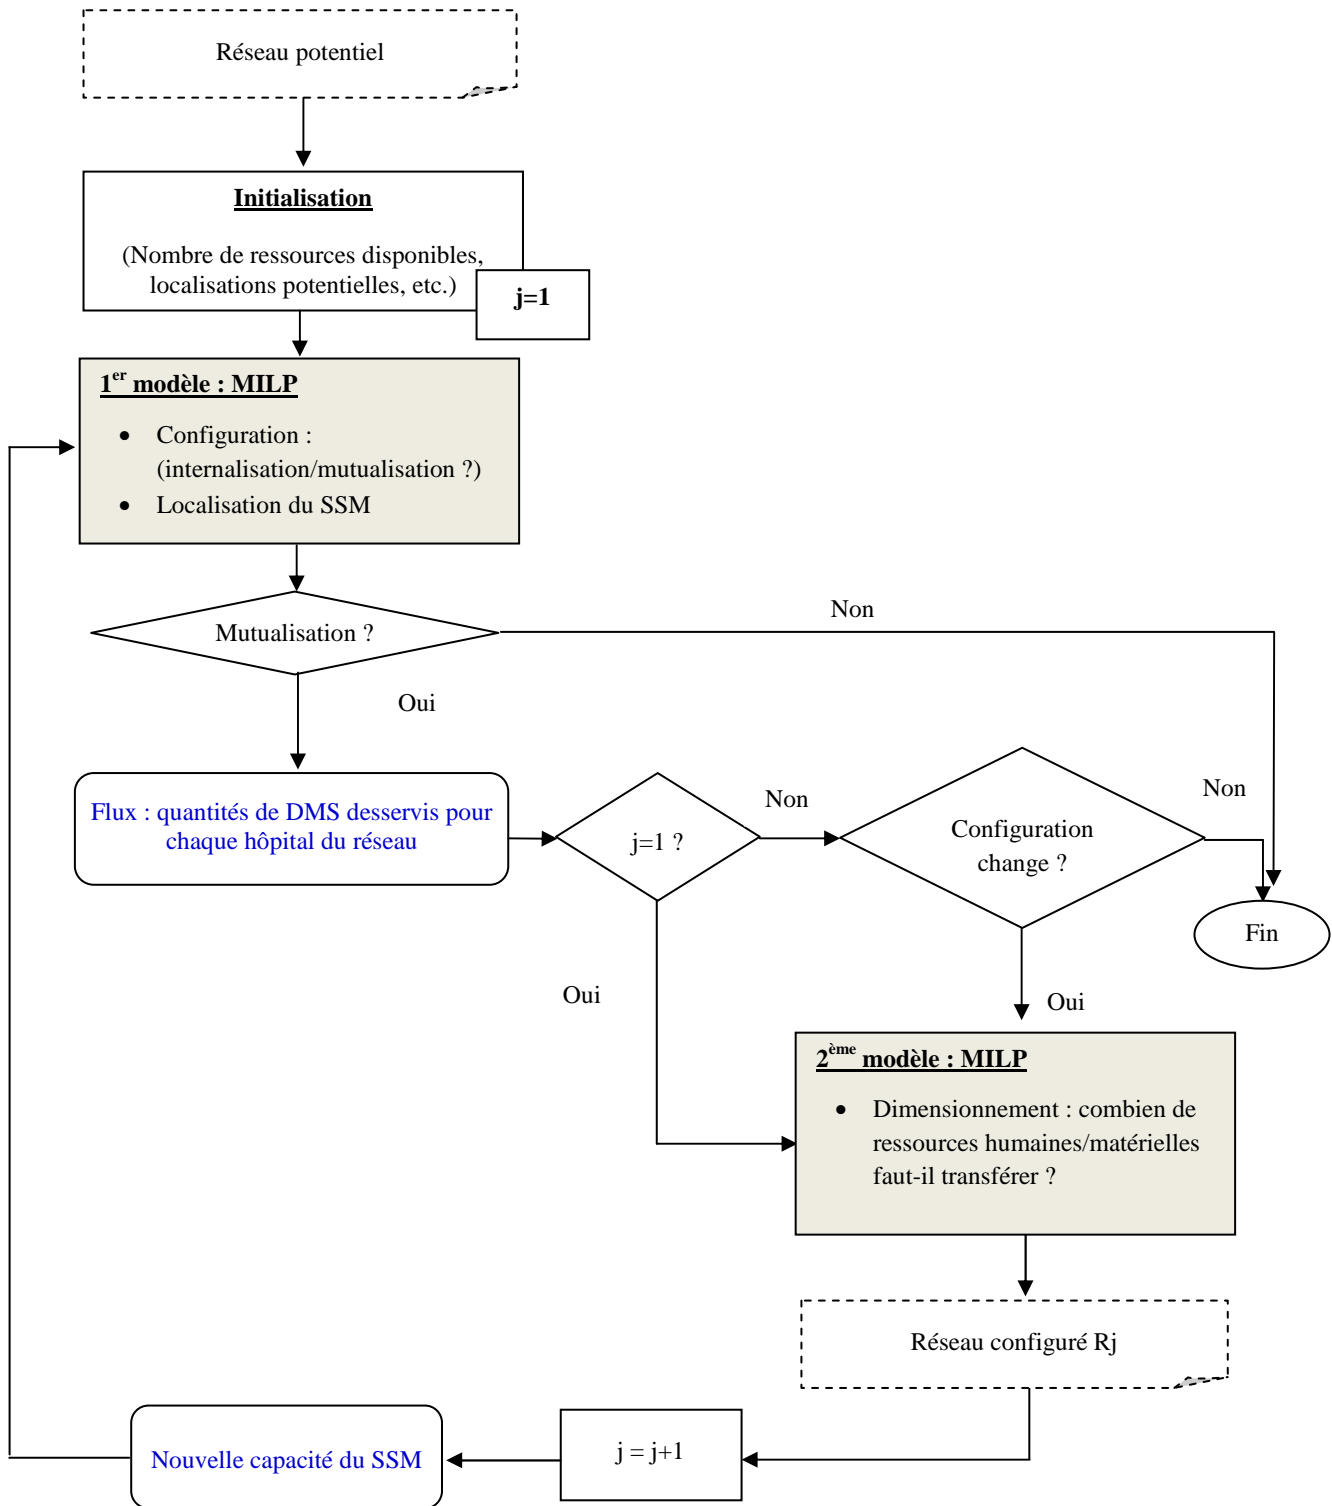 Réseau potentiel
Initialisation
(Nombre de ressources disponibles,
localisations potentielles, etc.)
j=1
1er modèle : MILP
• Configuration :
(internalisation/mutualisation ?)
• Localisation du SSM
Mutualisation ?
Non
Oui
Flux : quantités de DMS desservis pour
chaque hôpital du réseau
j=1 ?
Non
Configuration
change ?
Non
Fin
Oui
Oui
2ème modèle : MILP
• Dimensionnement : combien de
ressources humaines/matérielles
faut-il transférer ?
Réseau configuré Rj
j = j+1
Nouvelle capacité du SSM